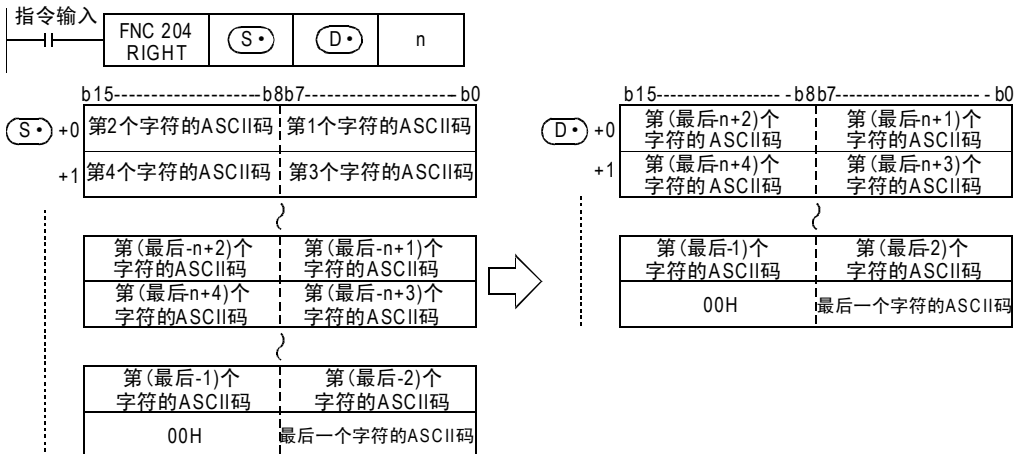 指令输入
FNC 204 RIGHT S• D• n
b15 b8b7 b0
S• +0 第2个字符的ASCII码 第1个字符的ASCII码
+1 第4个字符的ASCII码 第3个字符的ASCII码
第(最后-n+2)个字符的ASCII码 第(最后-n+1)个字符的ASCII码
第(最后n+4)个字符的ASCII码 第(最后-n+3)个字符的ASCII码
第(最后-1)个字符的ASCII码 第(最后-2)个字符的ASCII码
00H 最后一个字符的ASCII码
b15 b8b7 b0
D• +0 第(最后n+2)个字符的ASCII码 第(最后n+1)个字符的ASCII码
+1 第(最后n+4)个字符的ASCII码 第(最后n+3)个字符的ASCII码
第(最后-1)个字符的ASCII码 第(最后-2)个字符的ASCII码
00H 最后一个字符的ASCII码